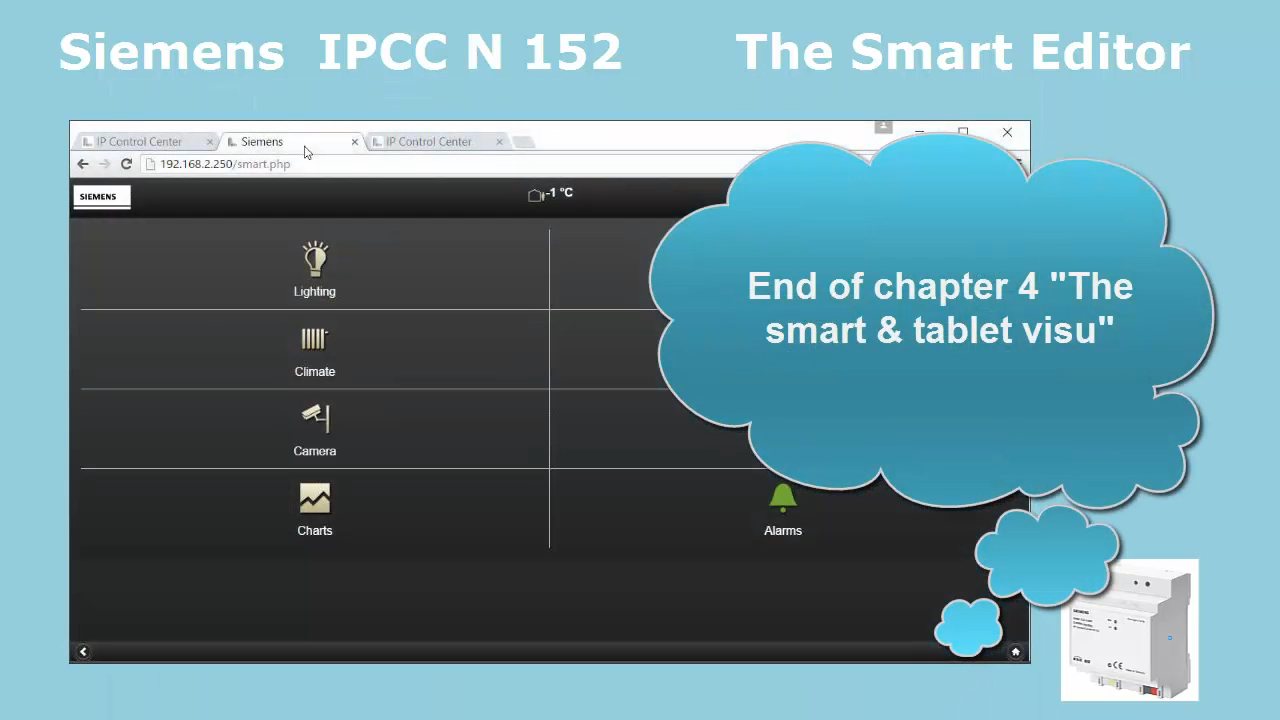 Siemens IPCC N 152
The Smart Editor
IP Control Center
Siemens
IP Control Center
192.168.2.250/smart.php
SIEMENS
-1 °C
Lighting
End of chapter 4 "The
smart & tablet visu"
Climate
Camera
Charts
Alarms
SIEMENS